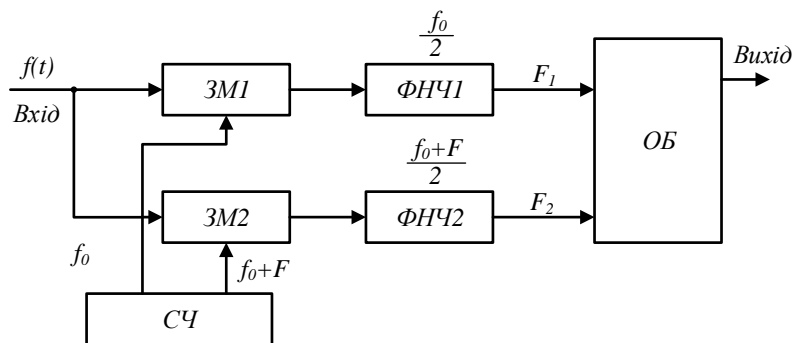 f(t)
Вхід
ЗМ1
f₀
2
ФНЧ1
F₁
ОБ
Вихід
ЗМ2
f₀+F
2
ФНЧ2
F₂
f₀
f₀+F
СЧ